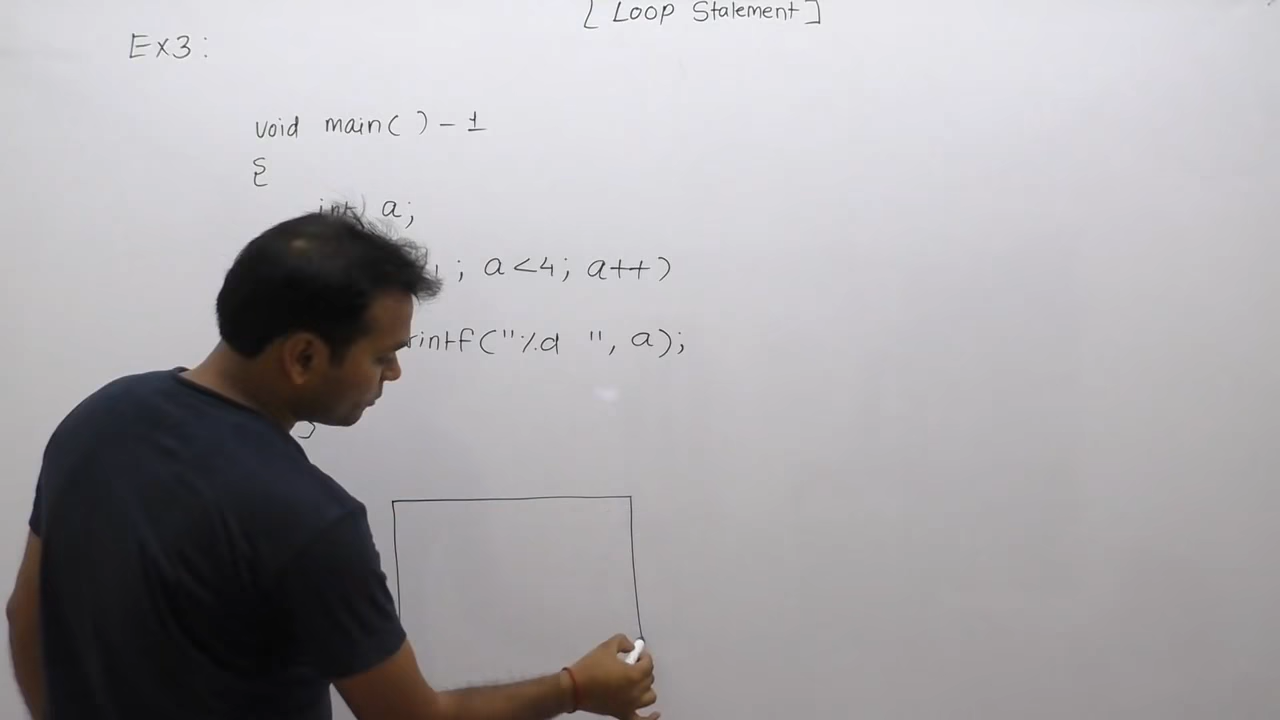 [ Loop Statement ]
Ex3 :
void main( ) - 1
{
int a;
; a<4; a++)
rintf("%d ", a);
}